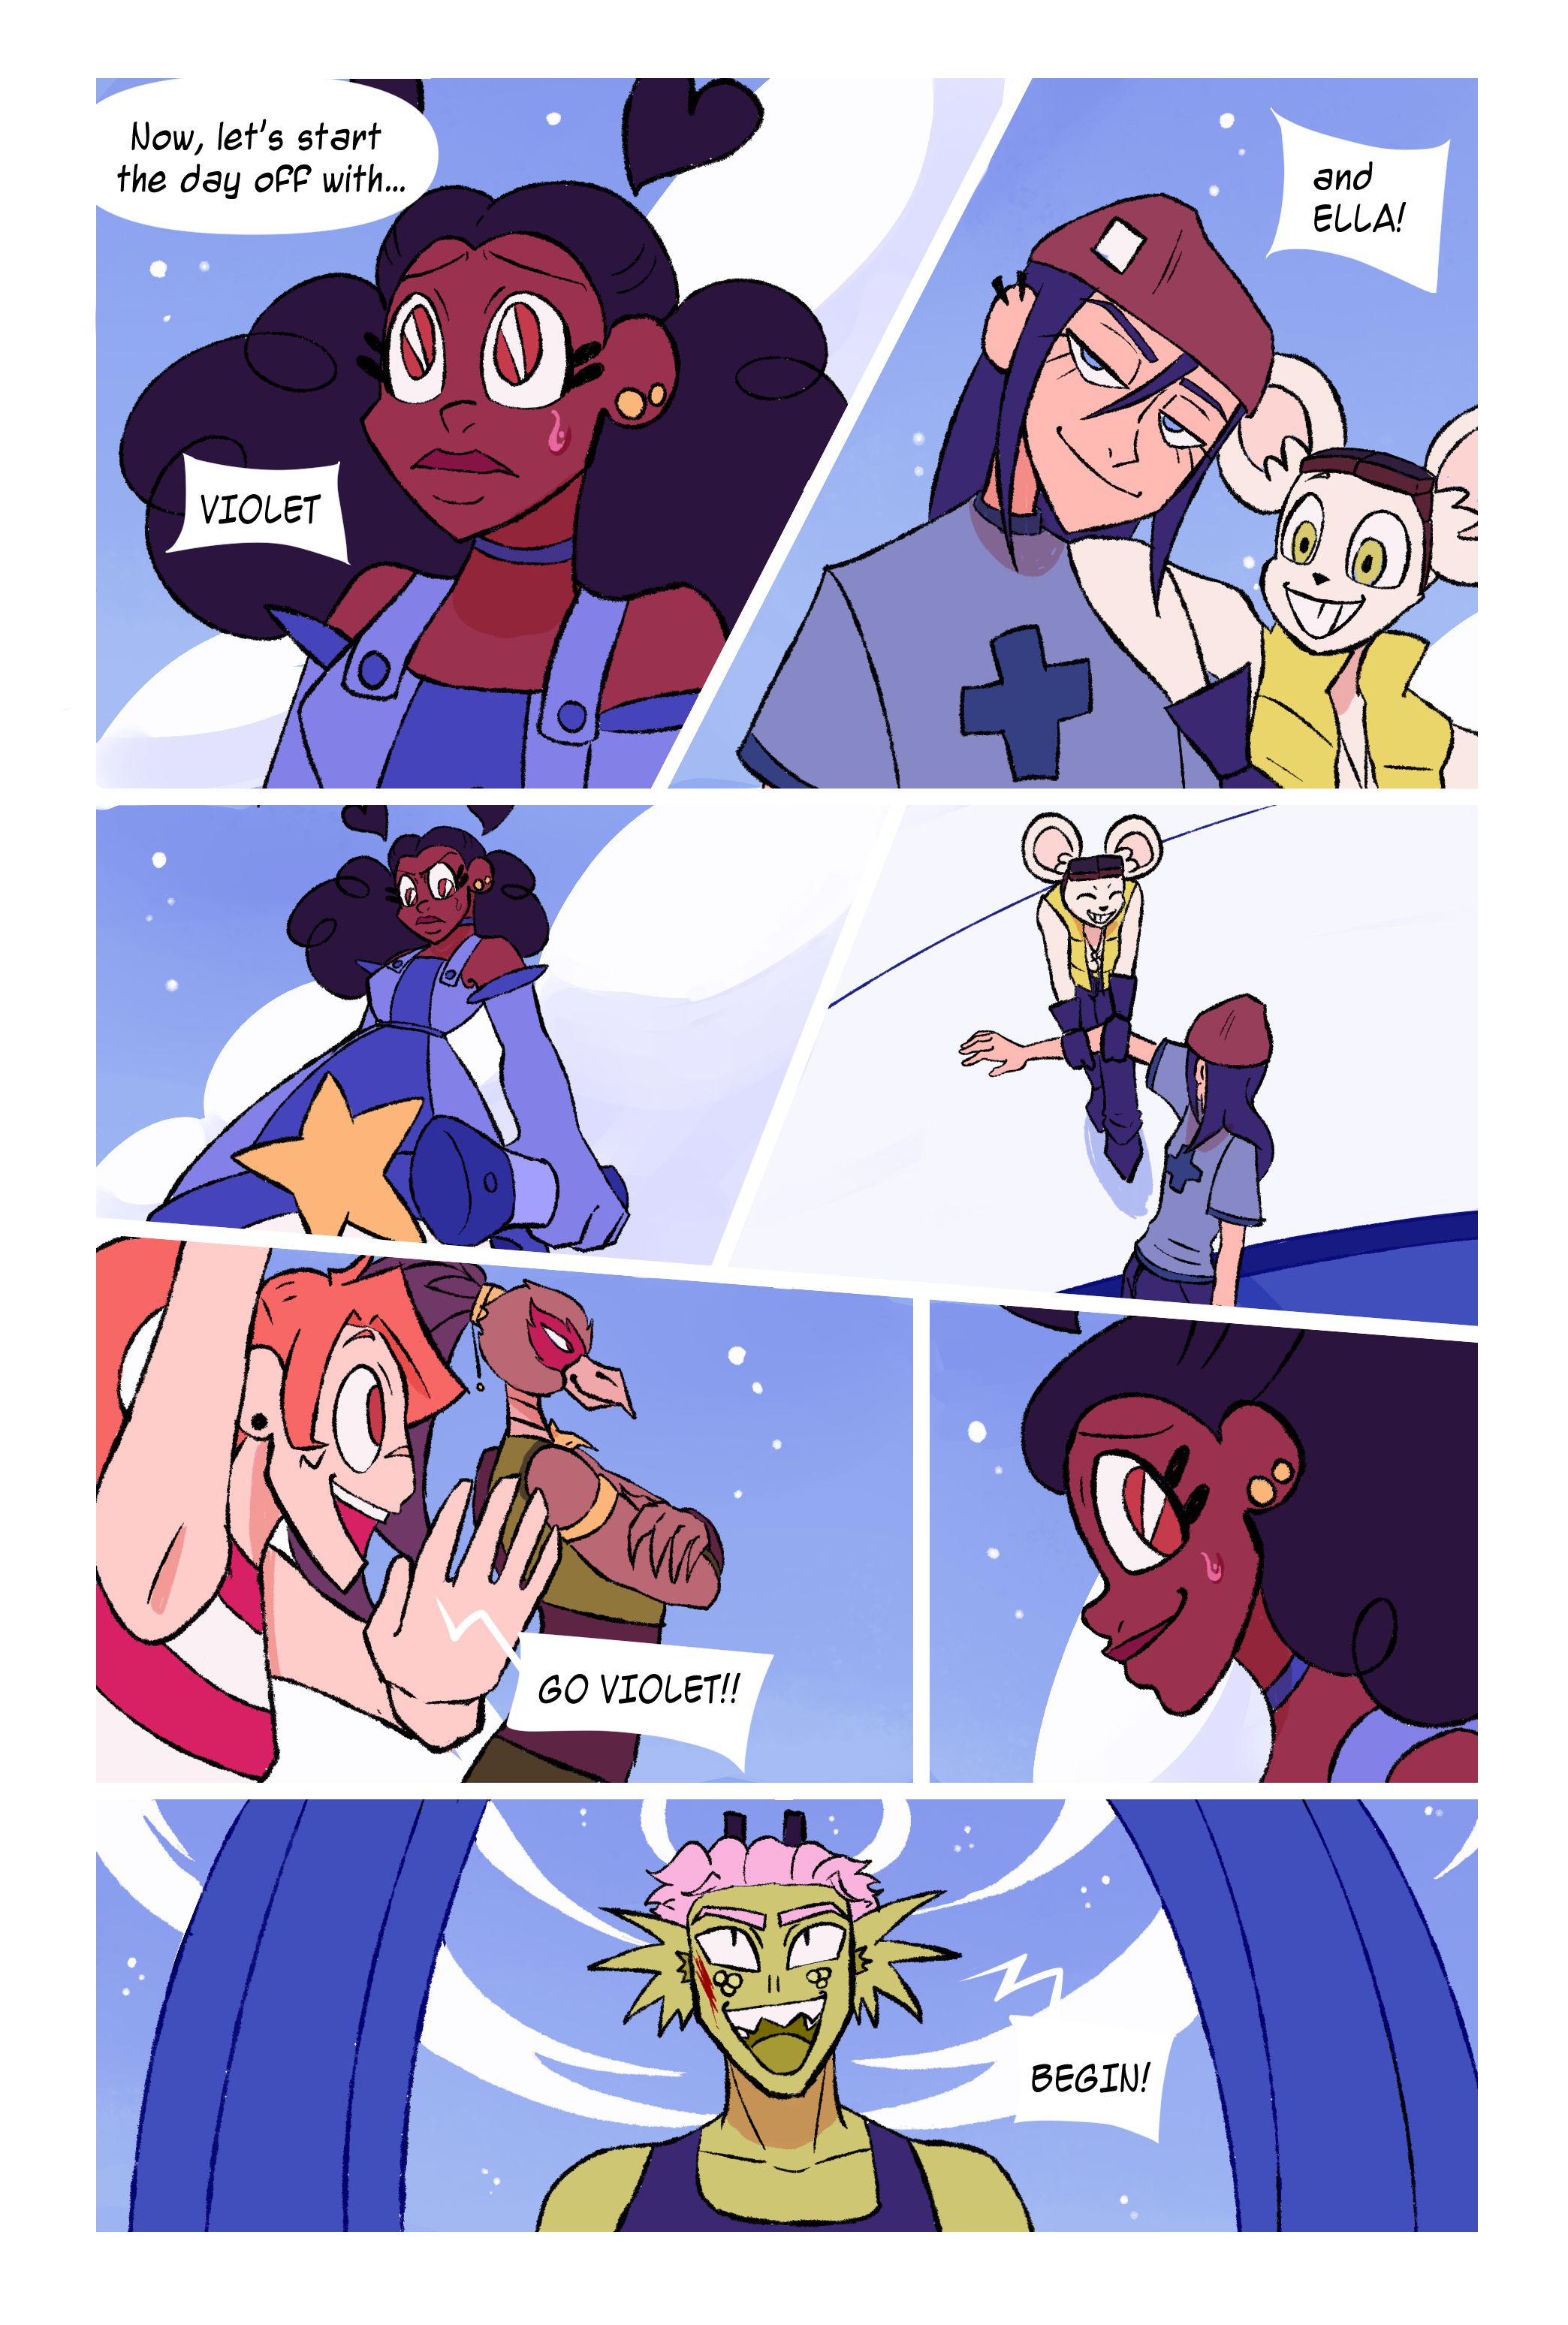 Now, let's start
the day off with...
VIOLET
and
ELLA!
GO VIOLET!!
BEGIN!